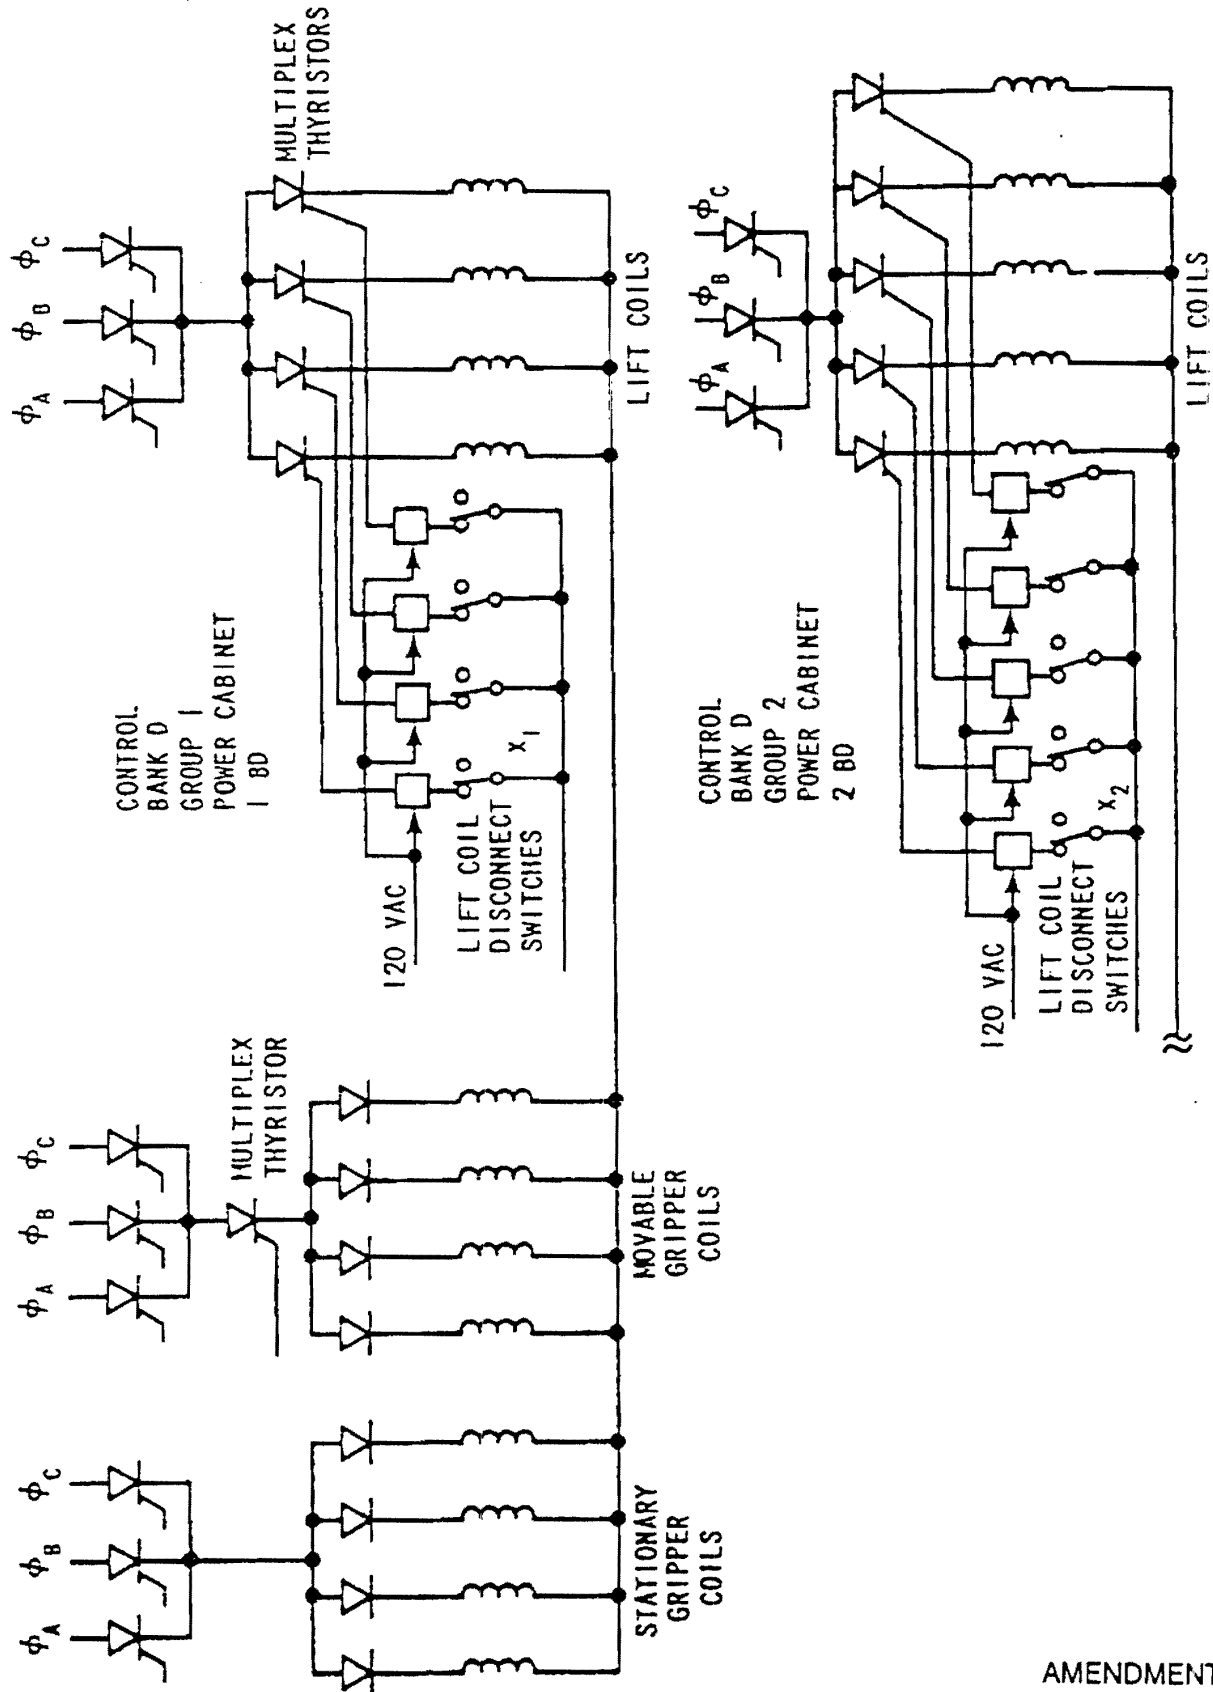 ϕA
ϕB
ϕC
STATIONARY
GRIPPER
COILS
ϕA
ϕB
ϕC
MULTIPLEX
THYRISTOR
MOVABLE
GRIPPER
COILS
ϕA
ϕB
ϕC
MULTIPLEX
THYRISTORS
CONTROL
BANK D
GROUP 1
POWER CABINET
1 BD
120 VAC
LIFT COIL
DISCONNECT
SWITCHES
X1
LIFT COILS
ϕA
ϕB
ϕC
CONTROL
BANK D
GROUP 2
POWER CABINET
2 BD
120 VAC
LIFT COIL
DISCONNECT
SWITCHES
X2
LIFT COILS
AMENDMENT